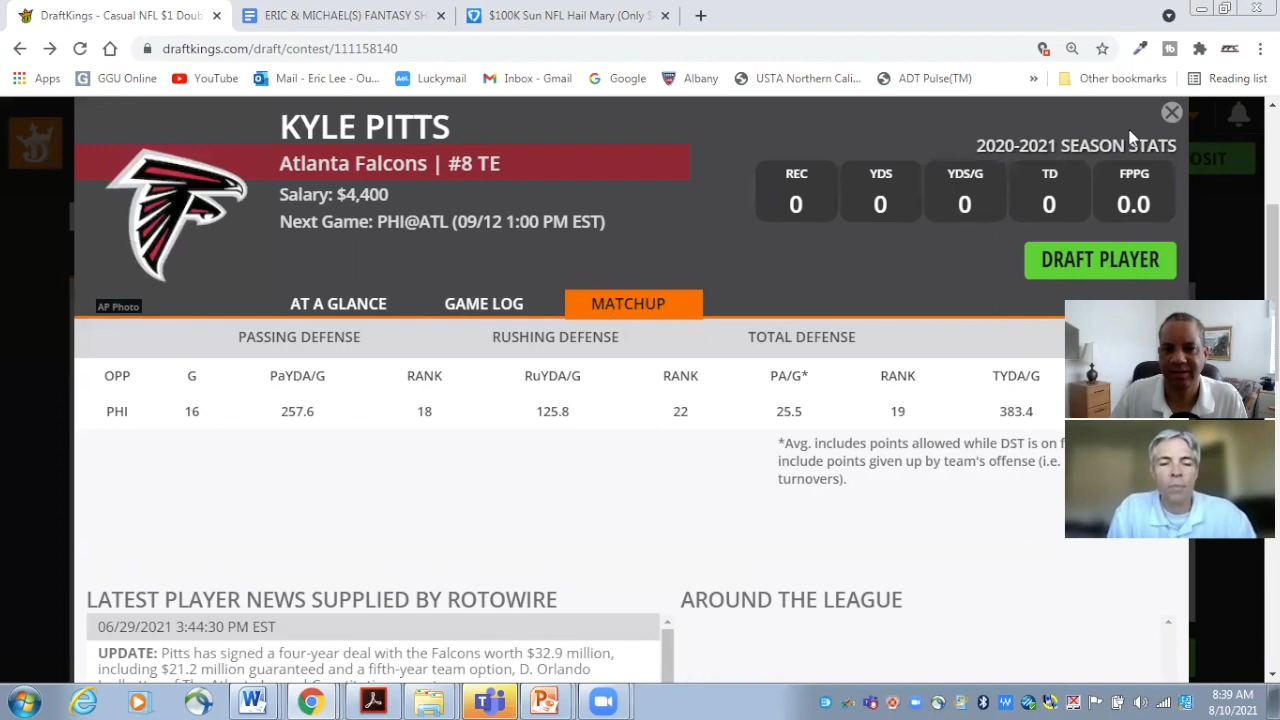 DraftKings - Casual NFL $1 Doub
ERIC & MICHAEL(S) FANTASY SH
$100K Sun NFL Hail Mary (Only $
draftkings.com/draft/contest/111158140
Apps
GGU Online
YouTube
Mail - Eric Lee - Ou...
Luckymail
Inbox - Gmail
Google
Albany
USTA Northern Cali...
ADT Pulse(TM)
»
Other bookmarks
Reading list
KYLE PITTS
Atlanta Falcons | #8 TE
Salary: $4,400
Next Game: PHI@ATL (09/12 1:00 PM EST)
2020-2021 SEASON STATS
REC YDS YDS/G TD FPPG
0 0 0 0 0.0
DRAFT PLAYER
AP Photo
AT A GLANCE GAME LOG MATCHUP
PASSING DEFENSE RUSHING DEFENSE TOTAL DEFENSE
OPP G PaYDA/G RANK RuYDA/G RANK PA/G* RANK TYDA/G
PHI 16 257.6 18 125.8 22 25.5 19 383.4
*Avg. includes points allowed while DST is on f
include points given up by team's offense (i.e.
turnovers).
LATEST PLAYER NEWS SUPPLIED BY ROTOWIRE
AROUND THE LEAGUE
06/29/2021 3:44:30 PM EST
UPDATE: Pitts has signed a four-year deal with the Falcons worth $32.9 million,
including $21.2 million guaranteed and a fifth-year team option, D. Orlando
8:39 AM
8/10/2021